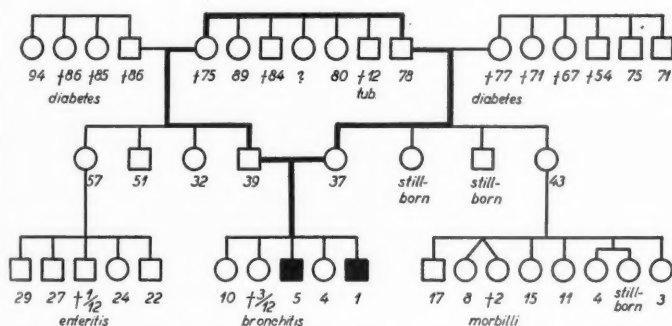 94 †86 †85 †86 †75 89 †84 ? 80 †12 78 †77 †71 †67 †54 75 71
diabetes tub. diabetes
57 51 32 39 37 still-born still-born 43
29 27 †1/12 24 22 10 †3/12 5 4 1 17 8 †2 15 11 4 still-born 3
enteritis bronchitis morbilli